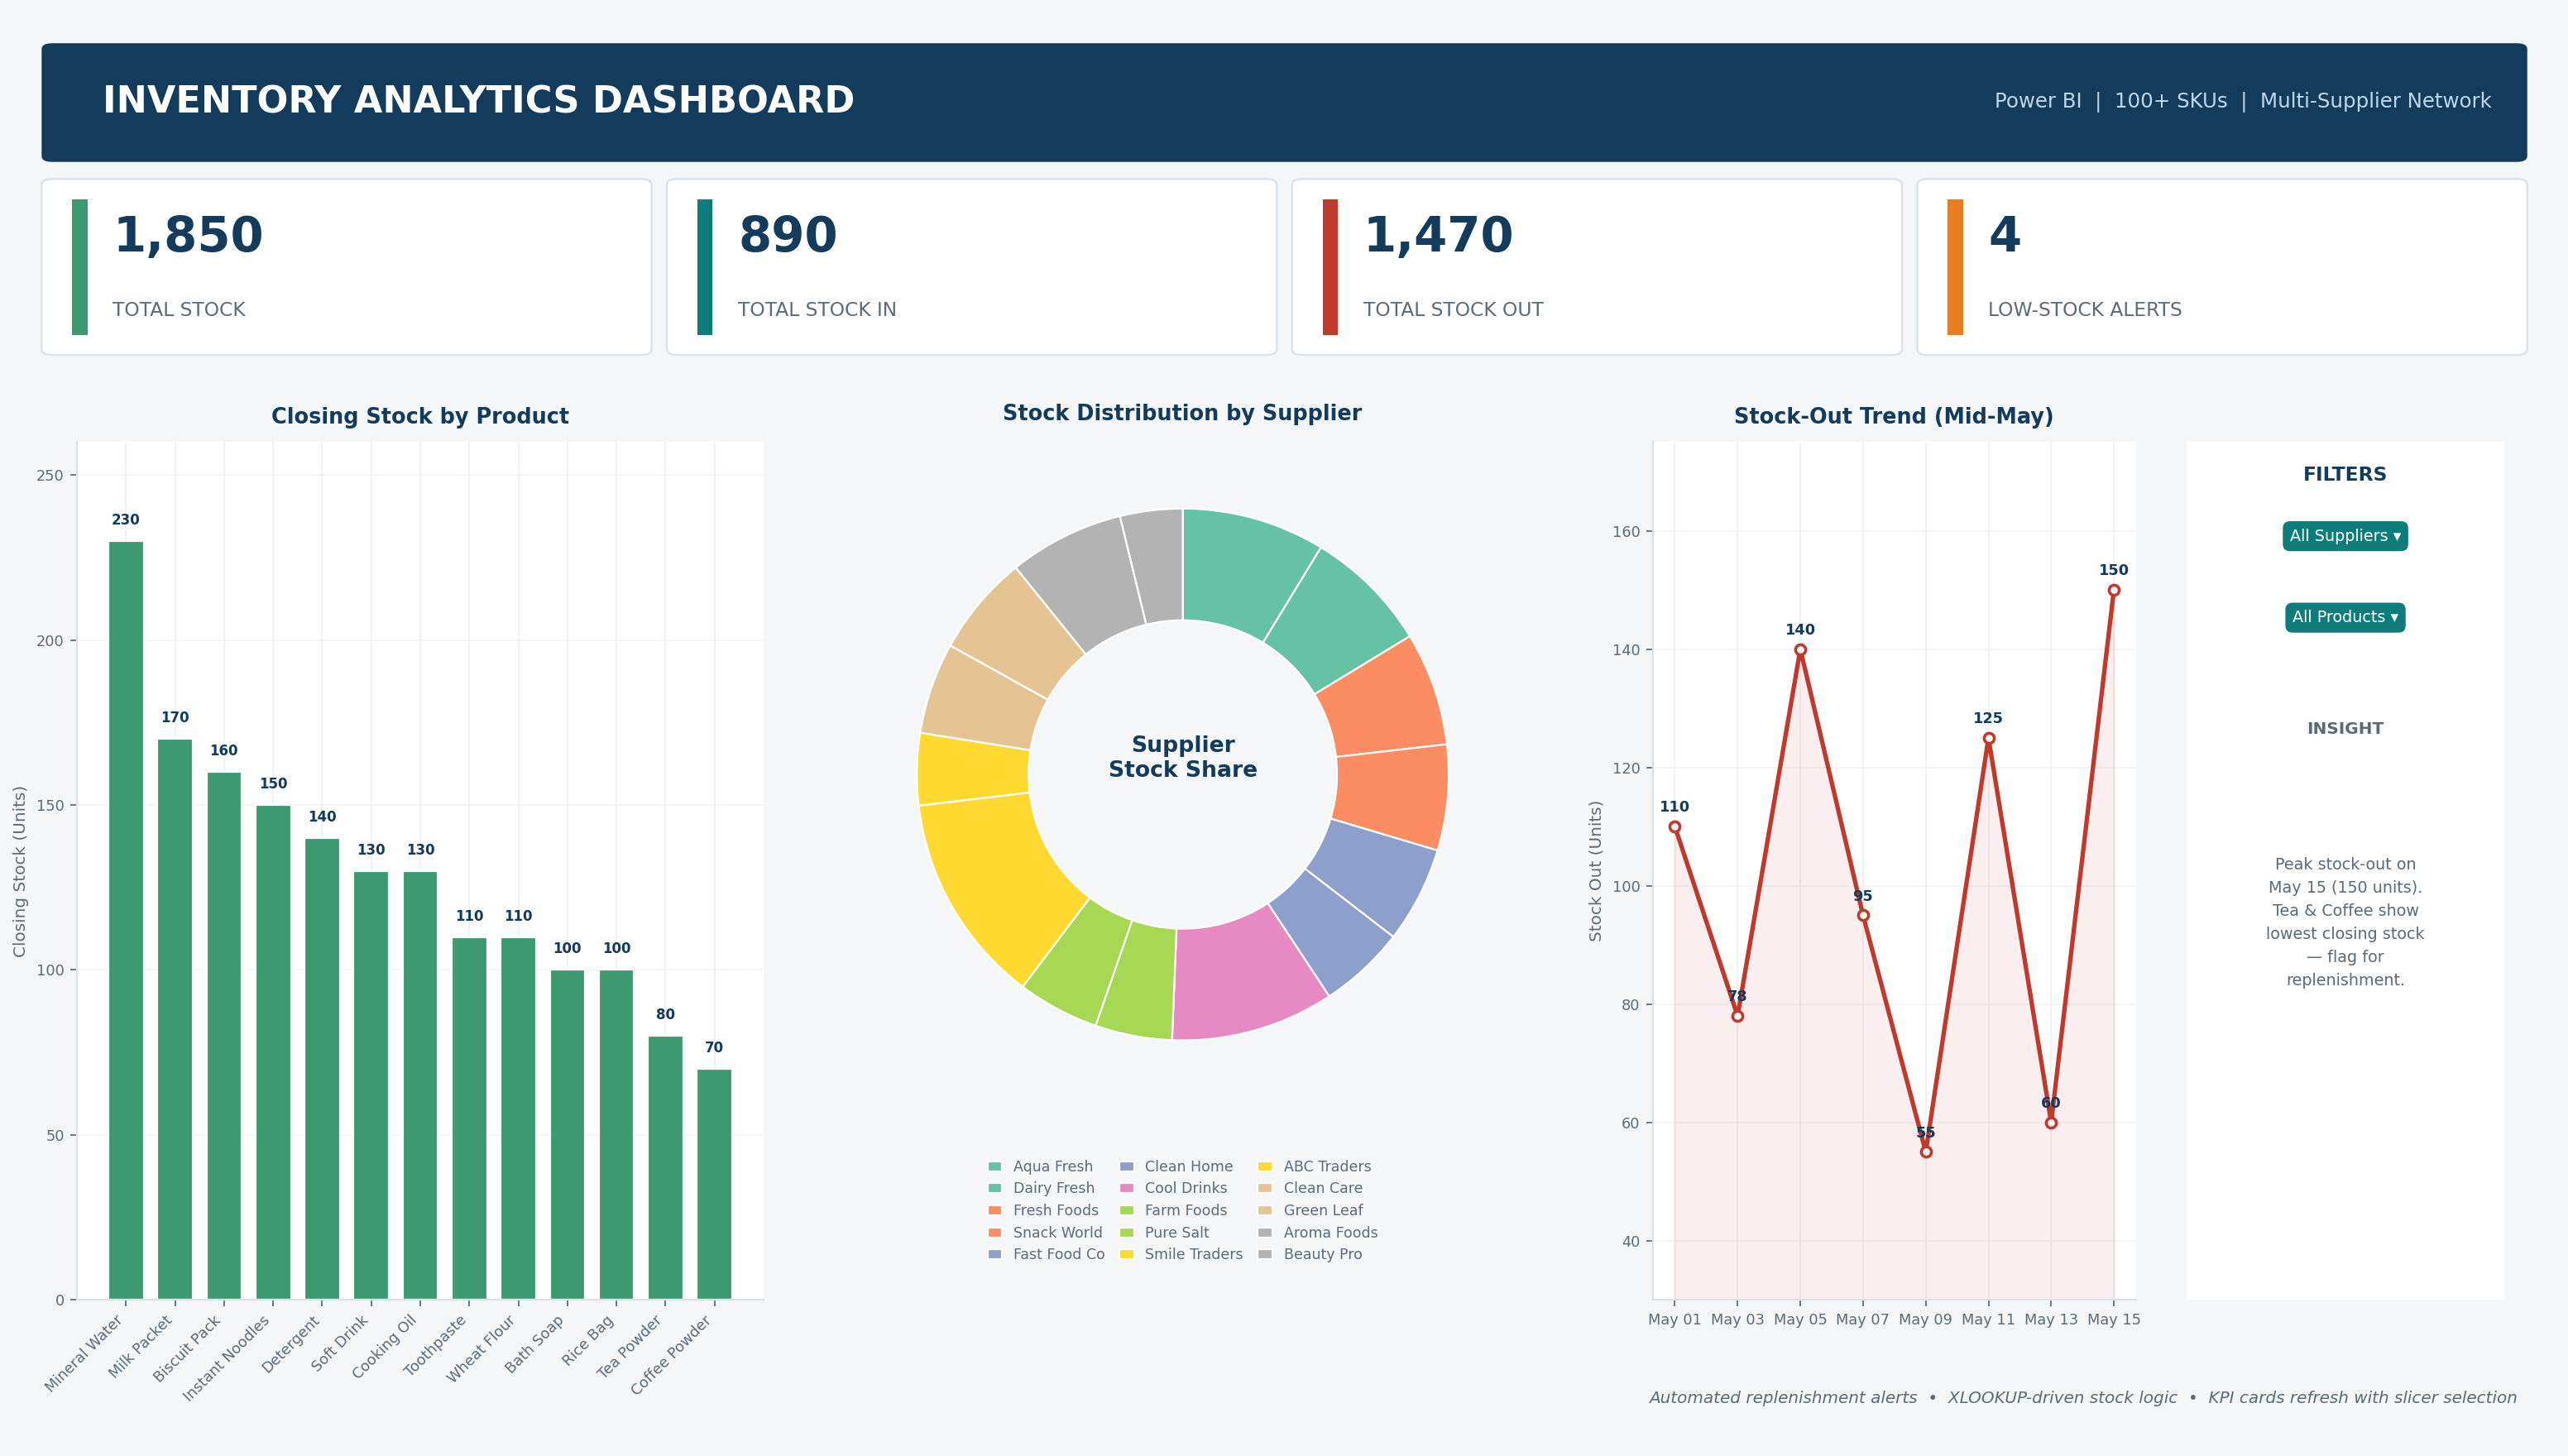 INVENTORY ANALYTICS DASHBOARD
Power BI | 100+ SKUs | Multi-Supplier Network
1,850
TOTAL STOCK
890
TOTAL STOCK IN
1,470
TOTAL STOCK OUT
4
LOW-STOCK ALERTS
Closing Stock by Product
Closing Stock (Units)
250
200
150
100
50
0
230
170
160
150
140
130
130
110
110
100
100
80
70
Mineral Water
Milk Packet
Biscuit Pack
Instant Noodles
Detergent
Soft Drink
Cooking Oil
Toothpaste
Wheat Flour
Bath Soap
Rice Bag
Tea Powder
Coffee Powder
Stock Distribution by Supplier
Supplier
Stock Share
Aqua Fresh
Dairy Fresh
Fresh Foods
Snack World
Fast Food Co
Clean Home
Cool Drinks
Farm Foods
Pure Salt
Smile Traders
ABC Traders
Clean Care
Green Leaf
Aroma Foods
Beauty Pro
Stock-Out Trend (Mid-May)
Stock Out (Units)
160
140
120
100
80
60
40
110
78
140
95
55
125
60
150
May 01
May 03
May 05
May 07
May 09
May 11
May 13
May 15
FILTERS
All Suppliers ▾
All Products ▾
INSIGHT
Peak stock-out on
May 15 (150 units).
Tea & Coffee show
lowest closing stock
— flag for
replenishment.
Automated replenishment alerts • XLOOKUP-driven stock logic • KPI cards refresh with slicer selection